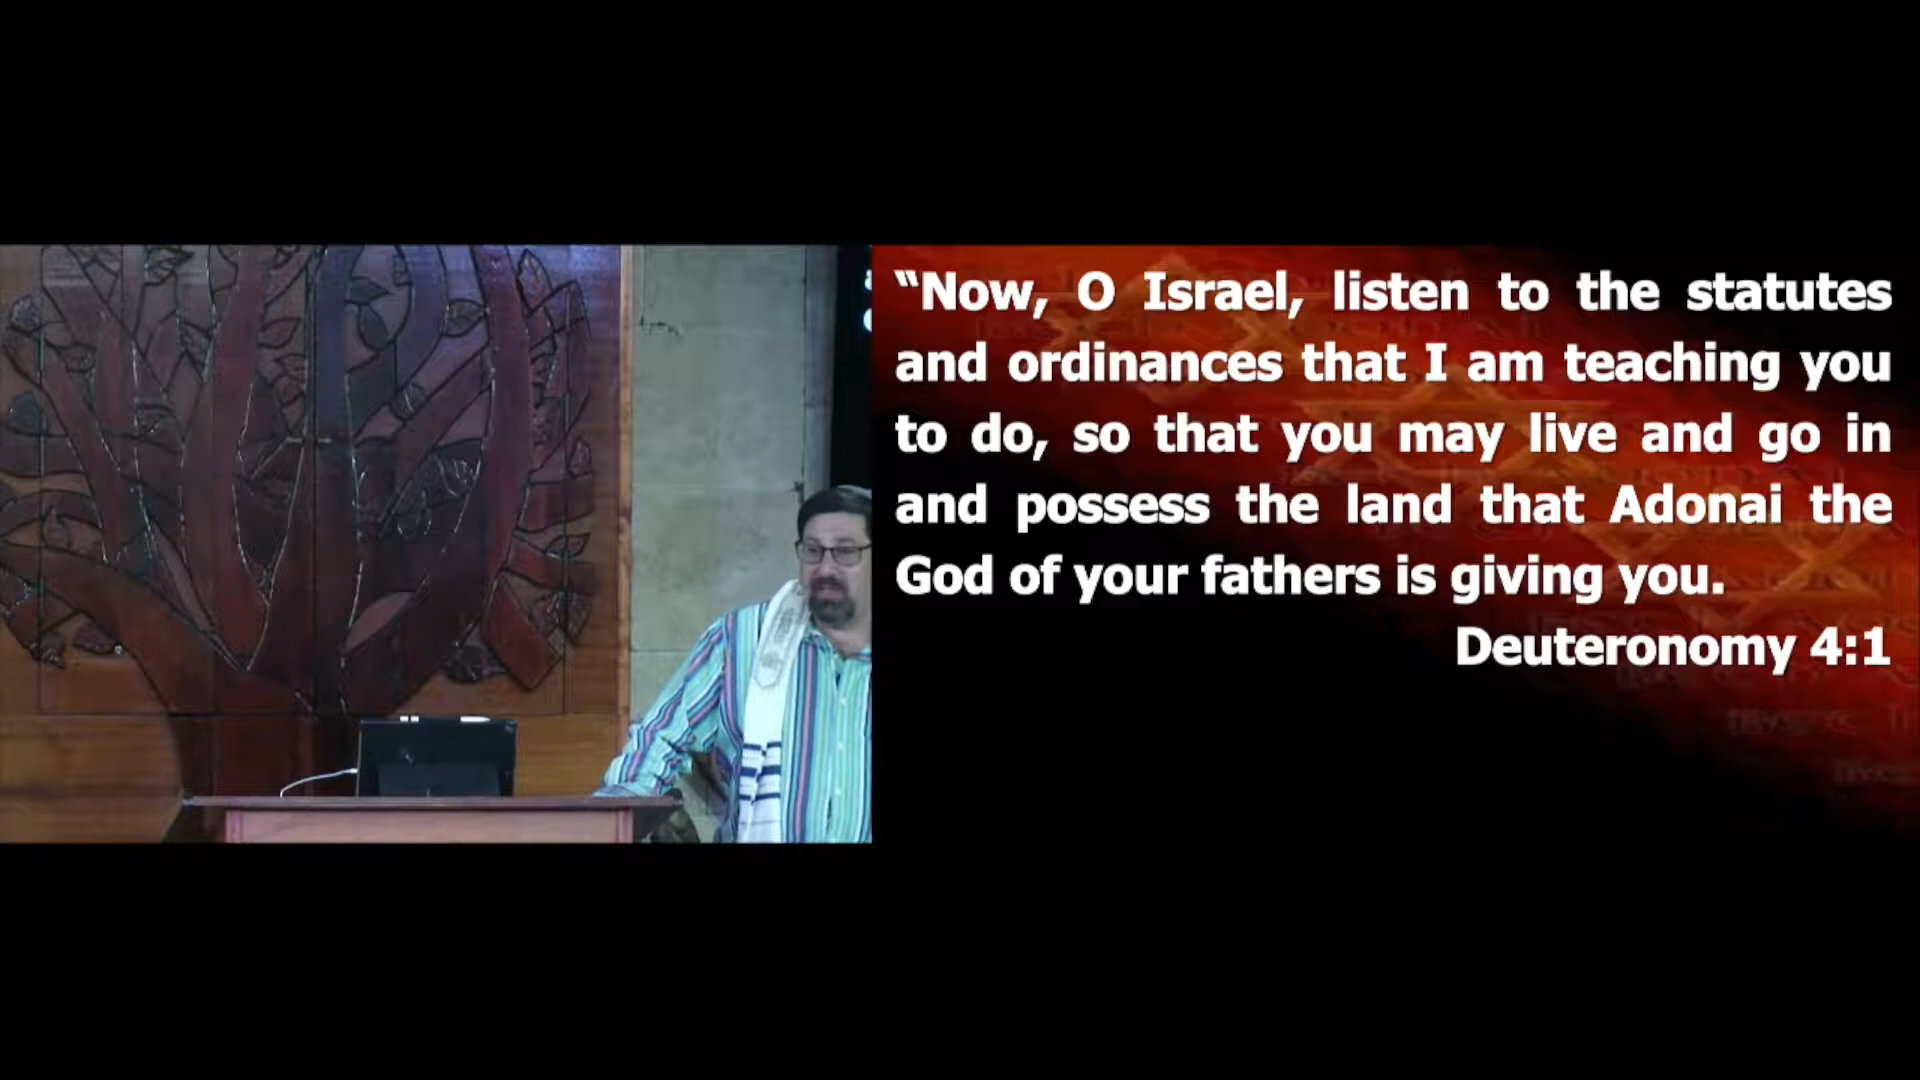 “Now, O Israel, listen to the statutes
and ordinances that I am teaching you
to do, so that you may live and go in
and possess the land that Adonai the
God of your fathers is giving you.
Deuteronomy 4:1